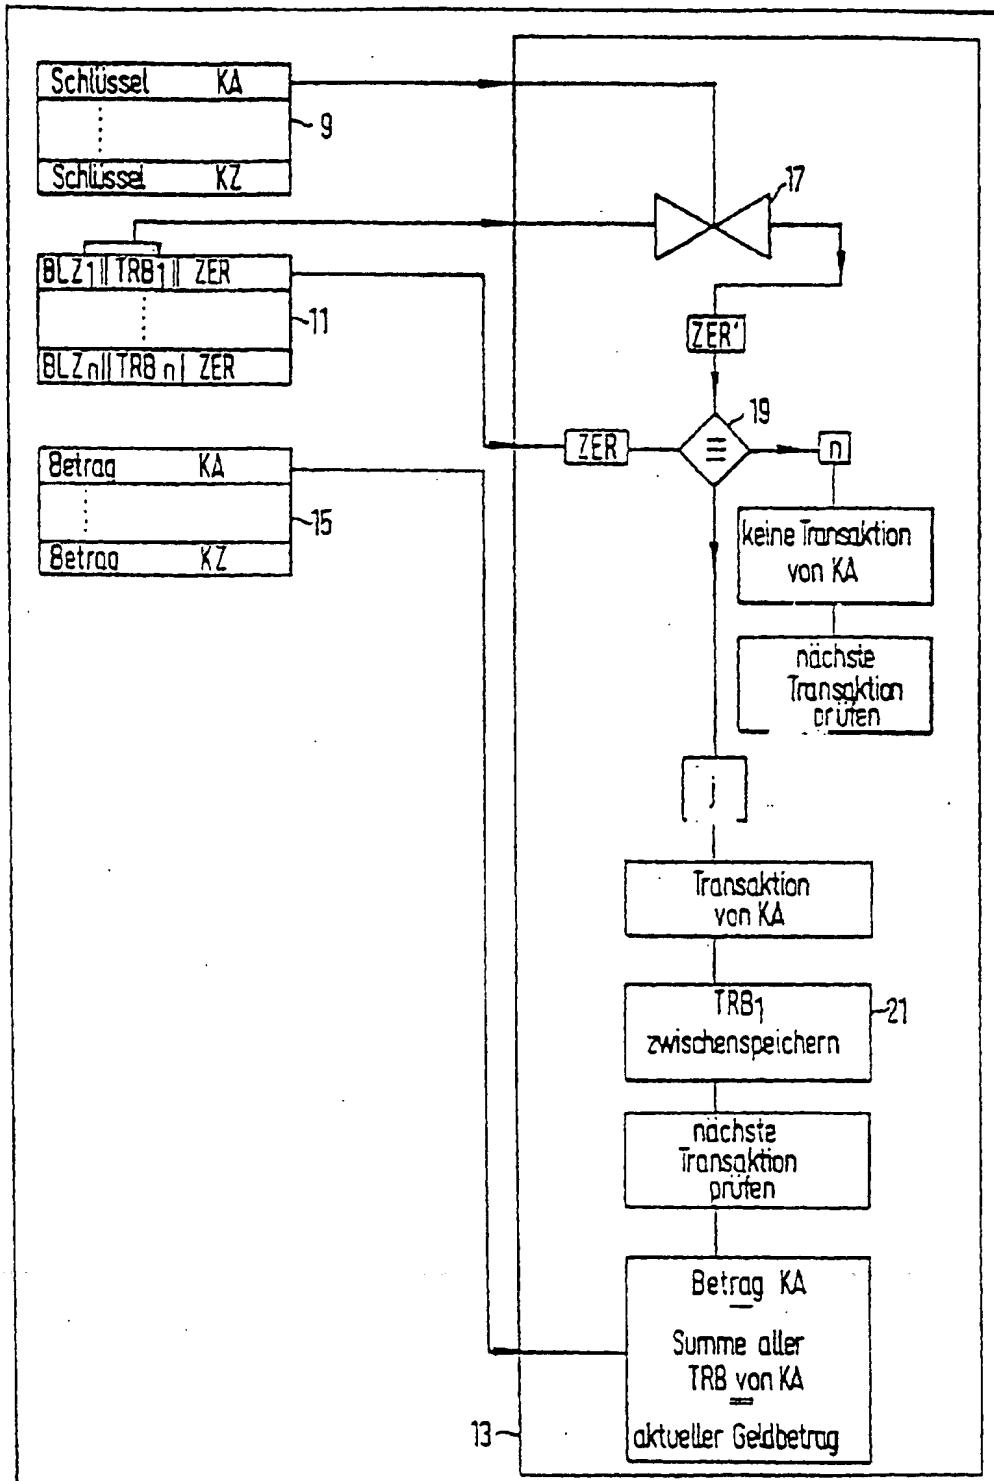 Schlüssel KA
9
Schlüssel KZ
17
BLZ1||TRB1|| ZER
11
BLZn||TRBn| ZER
ZER'
19
ZER
=
n
Betrag KA
15
Betrag KZ
keine Transaktion
von KA
nächste
Transaktion
prüfen
j
Transaktion
von KA
TRB1
21
zwischenspeichern
nächste
Transaktion
prüfen
Betrag KA
—
Summe aller
TRB von KA
=
aktueller Geldbetrag
13